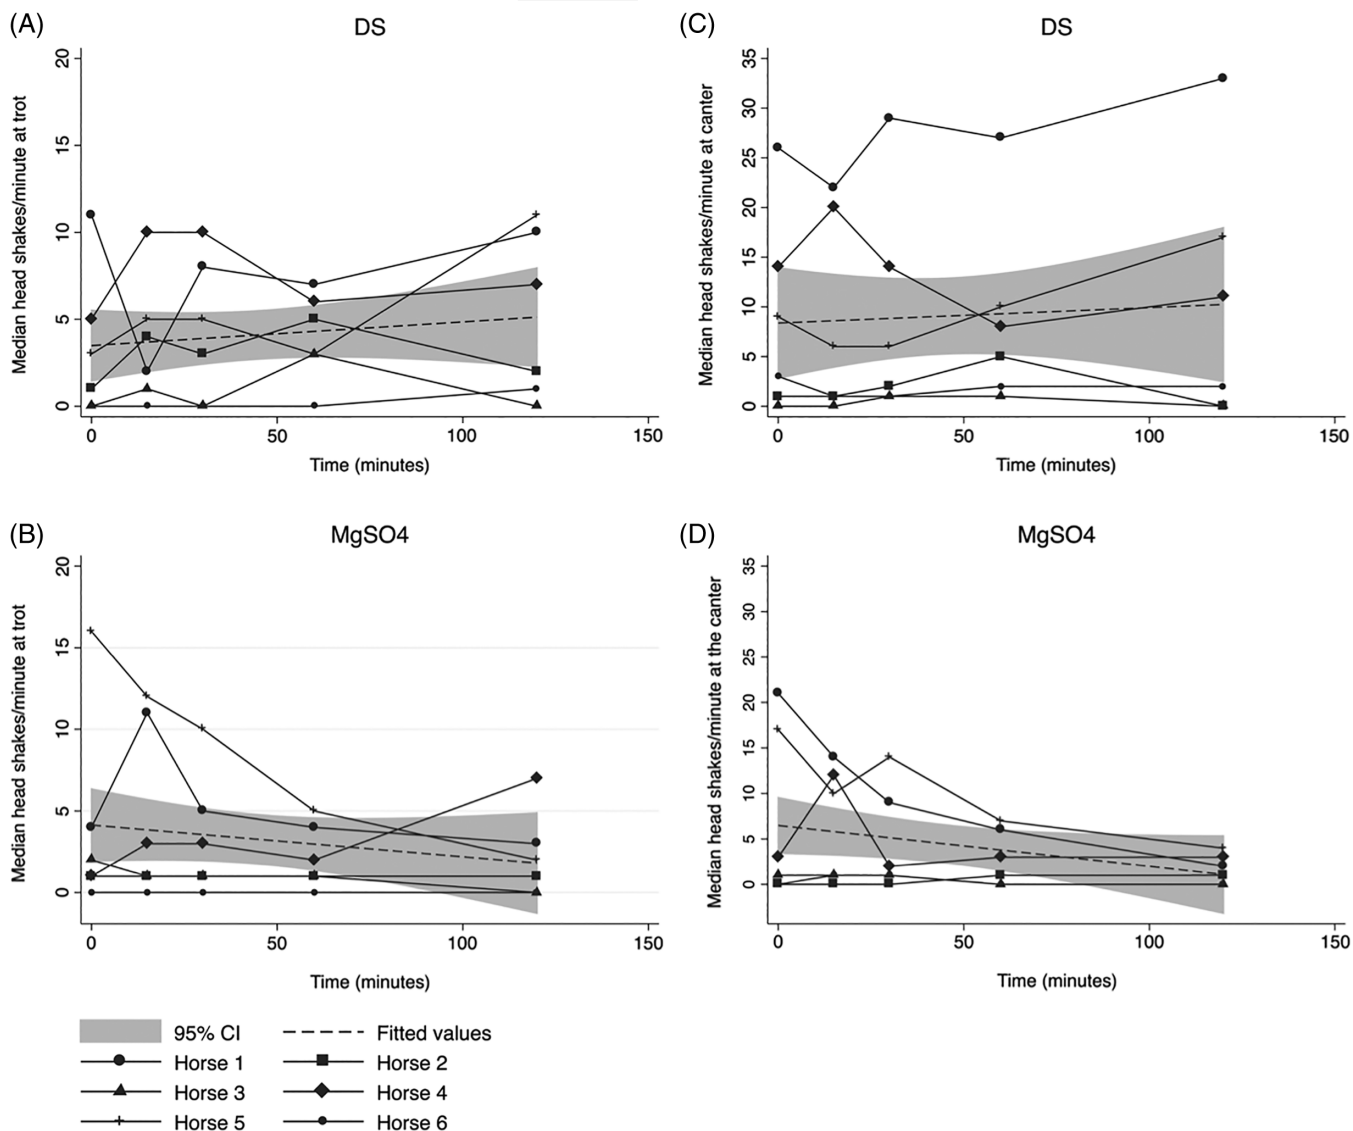 (A)
DS
Median head shakes/minute at trot
20
15
10
5
0
0 50 100 150
Time (minutes)
(C)
DS
Median head shakes/minute at canter
35
30
25
20
15
10
5
0
0 50 100 150
Time (minutes)
(B)
MgSO4
Median head shakes/minute at trot
20
15
10
5
0
0 50 100 150
Time (minutes)
(D)
MgSO4
Median head shakes/minute at the canter
35
30
25
20
15
10
5
0
0 50 100 150
Time (minutes)
95% CI Fitted values
Horse 1 Horse 2
Horse 3 Horse 4
Horse 5 Horse 6